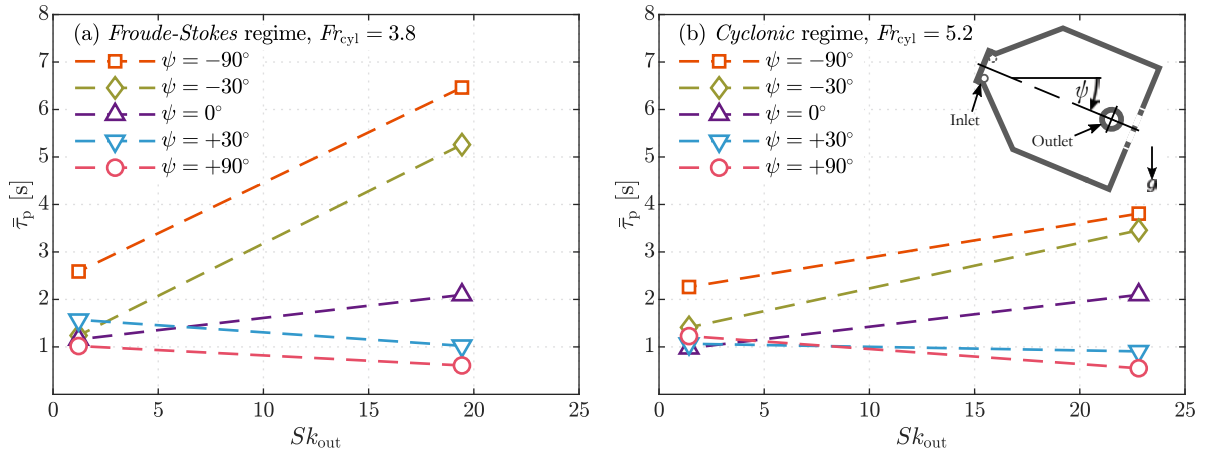 (a) Froude-Stokes regime, Fr_cyl = 3.8
ψ = −90°
ψ = −30°
ψ = 0°
ψ = +30°
ψ = +90°
8
7
6
5
4
3
2
1
τ̄_p [s]
0 5 10 15 20 25
Sk_out
(b) Cyclonic regime, Fr_cyl = 5.2
ψ = −90°
ψ = −30°
ψ = 0°
ψ = +30°
ψ = +90°
ψ
Inlet
Outlet
g
8
7
6
5
4
3
2
1
τ̄_p [s]
0 5 10 15 20 25
Sk_out